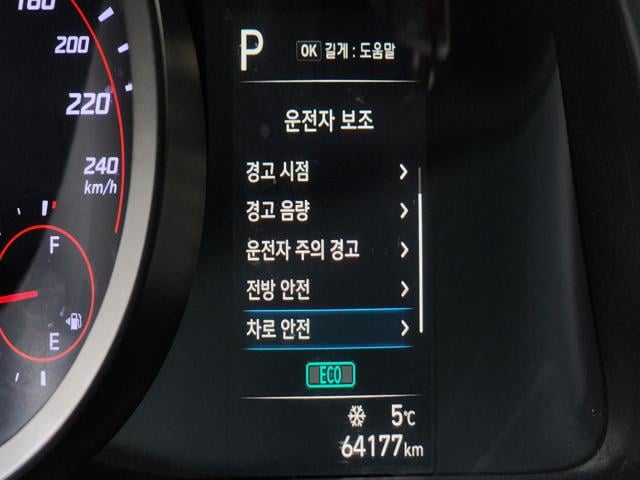 160
200
220
240
km/h
F
E
P
OK 길게 : 도움말
운전자 보조
경고 시점
경고 음량
운전자 주의 경고
전방 안전
차로 안전
ECO
5℃
64177km